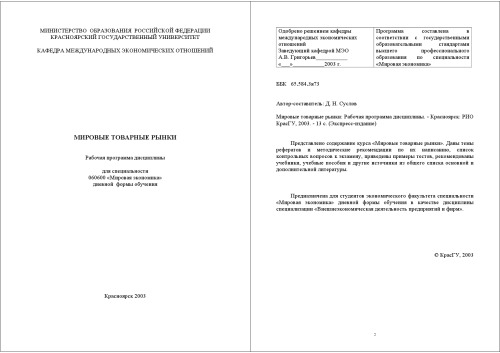 МИНИСТЕРСТВО ОБРАЗОВАНИЯ РОССИЙСКОЙ ФЕДЕРАЦИИ
КРАСНОЯРСКИЙ ГОСУДАРСТВЕННЫЙ УНИВЕРСИТЕТ
КАФЕДРА МЕЖДУНАРОДНЫХ ЭКОНОМИЧЕСКИХ ОТНОШЕНИЙ
МИРОВЫЕ ТОВАРНЫЕ РЫНКИ
Рабочая программа дисциплины
для специальности
060600 «Мировая экономика»
дневной формы обучения
Красноярск 2003
Одобрено решением кафедры
международных экономических
отношений
Заведующий кафедрой МЭО
А.В. Григорьев___________
«___»___________2003 г.
Программа составлена в
соответствии с государственными
образовательными стандартами
высшего профессионального
образования по специальности
«Мировая экономика»
ББК 65.584.3я73
Автор-составитель: Д. Н. Суслов
Мировые товарные рынки: Рабочая программа дисциплины. - Красноярск: РИО
КрасГУ, 2003. - 13 с. (Экспресс-издание)
Представлено содержание курса «Мировые товарные рынки». Даны темы
рефератов и методические рекомендации по их написанию, список
контрольных вопросов к экзамену, приведены примеры тестов, рекомендованы
учебники, учебные пособия и другие источники из общего списка основной и
дополнительной литературы.
Предназначена для студентов экономического факультета специальности
«Мировая экономика» дневной формы обучения в качестве дисциплины
специализации «Внешнеэкономическая деятельность предприятий и фирм».
© КрасГУ, 2003
2